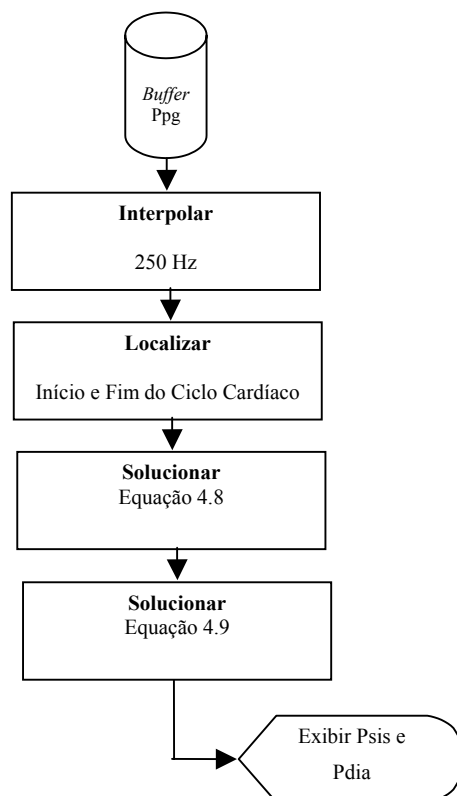 Buffer
Ppg
Interpolar
250 Hz
Localizar
Início e Fim do Ciclo Cardíaco
Solucionar
Equação 4.8
Solucionar
Equação 4.9
Exibir Psis e
Pdia